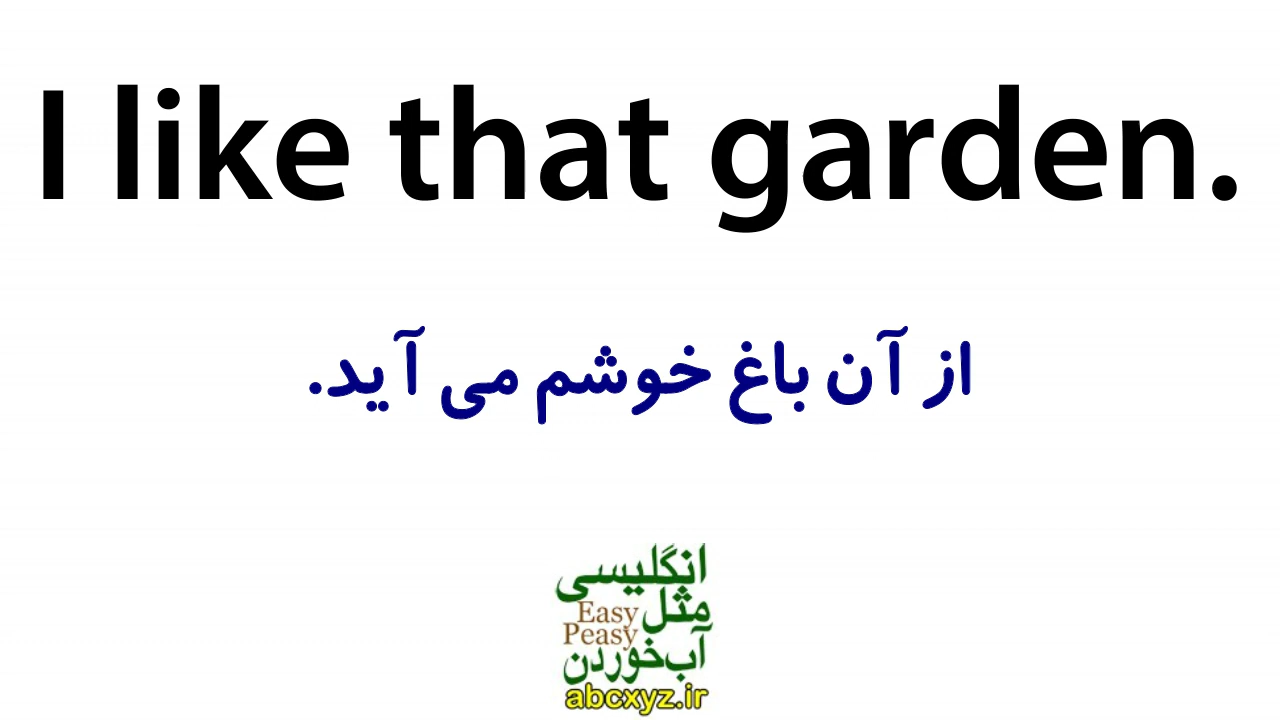 I like that garden.
از آن باغ خوشم می آید.
انگلیسی
مثل Easy
Peasy
آب‌خوردن
abcxyz.ir